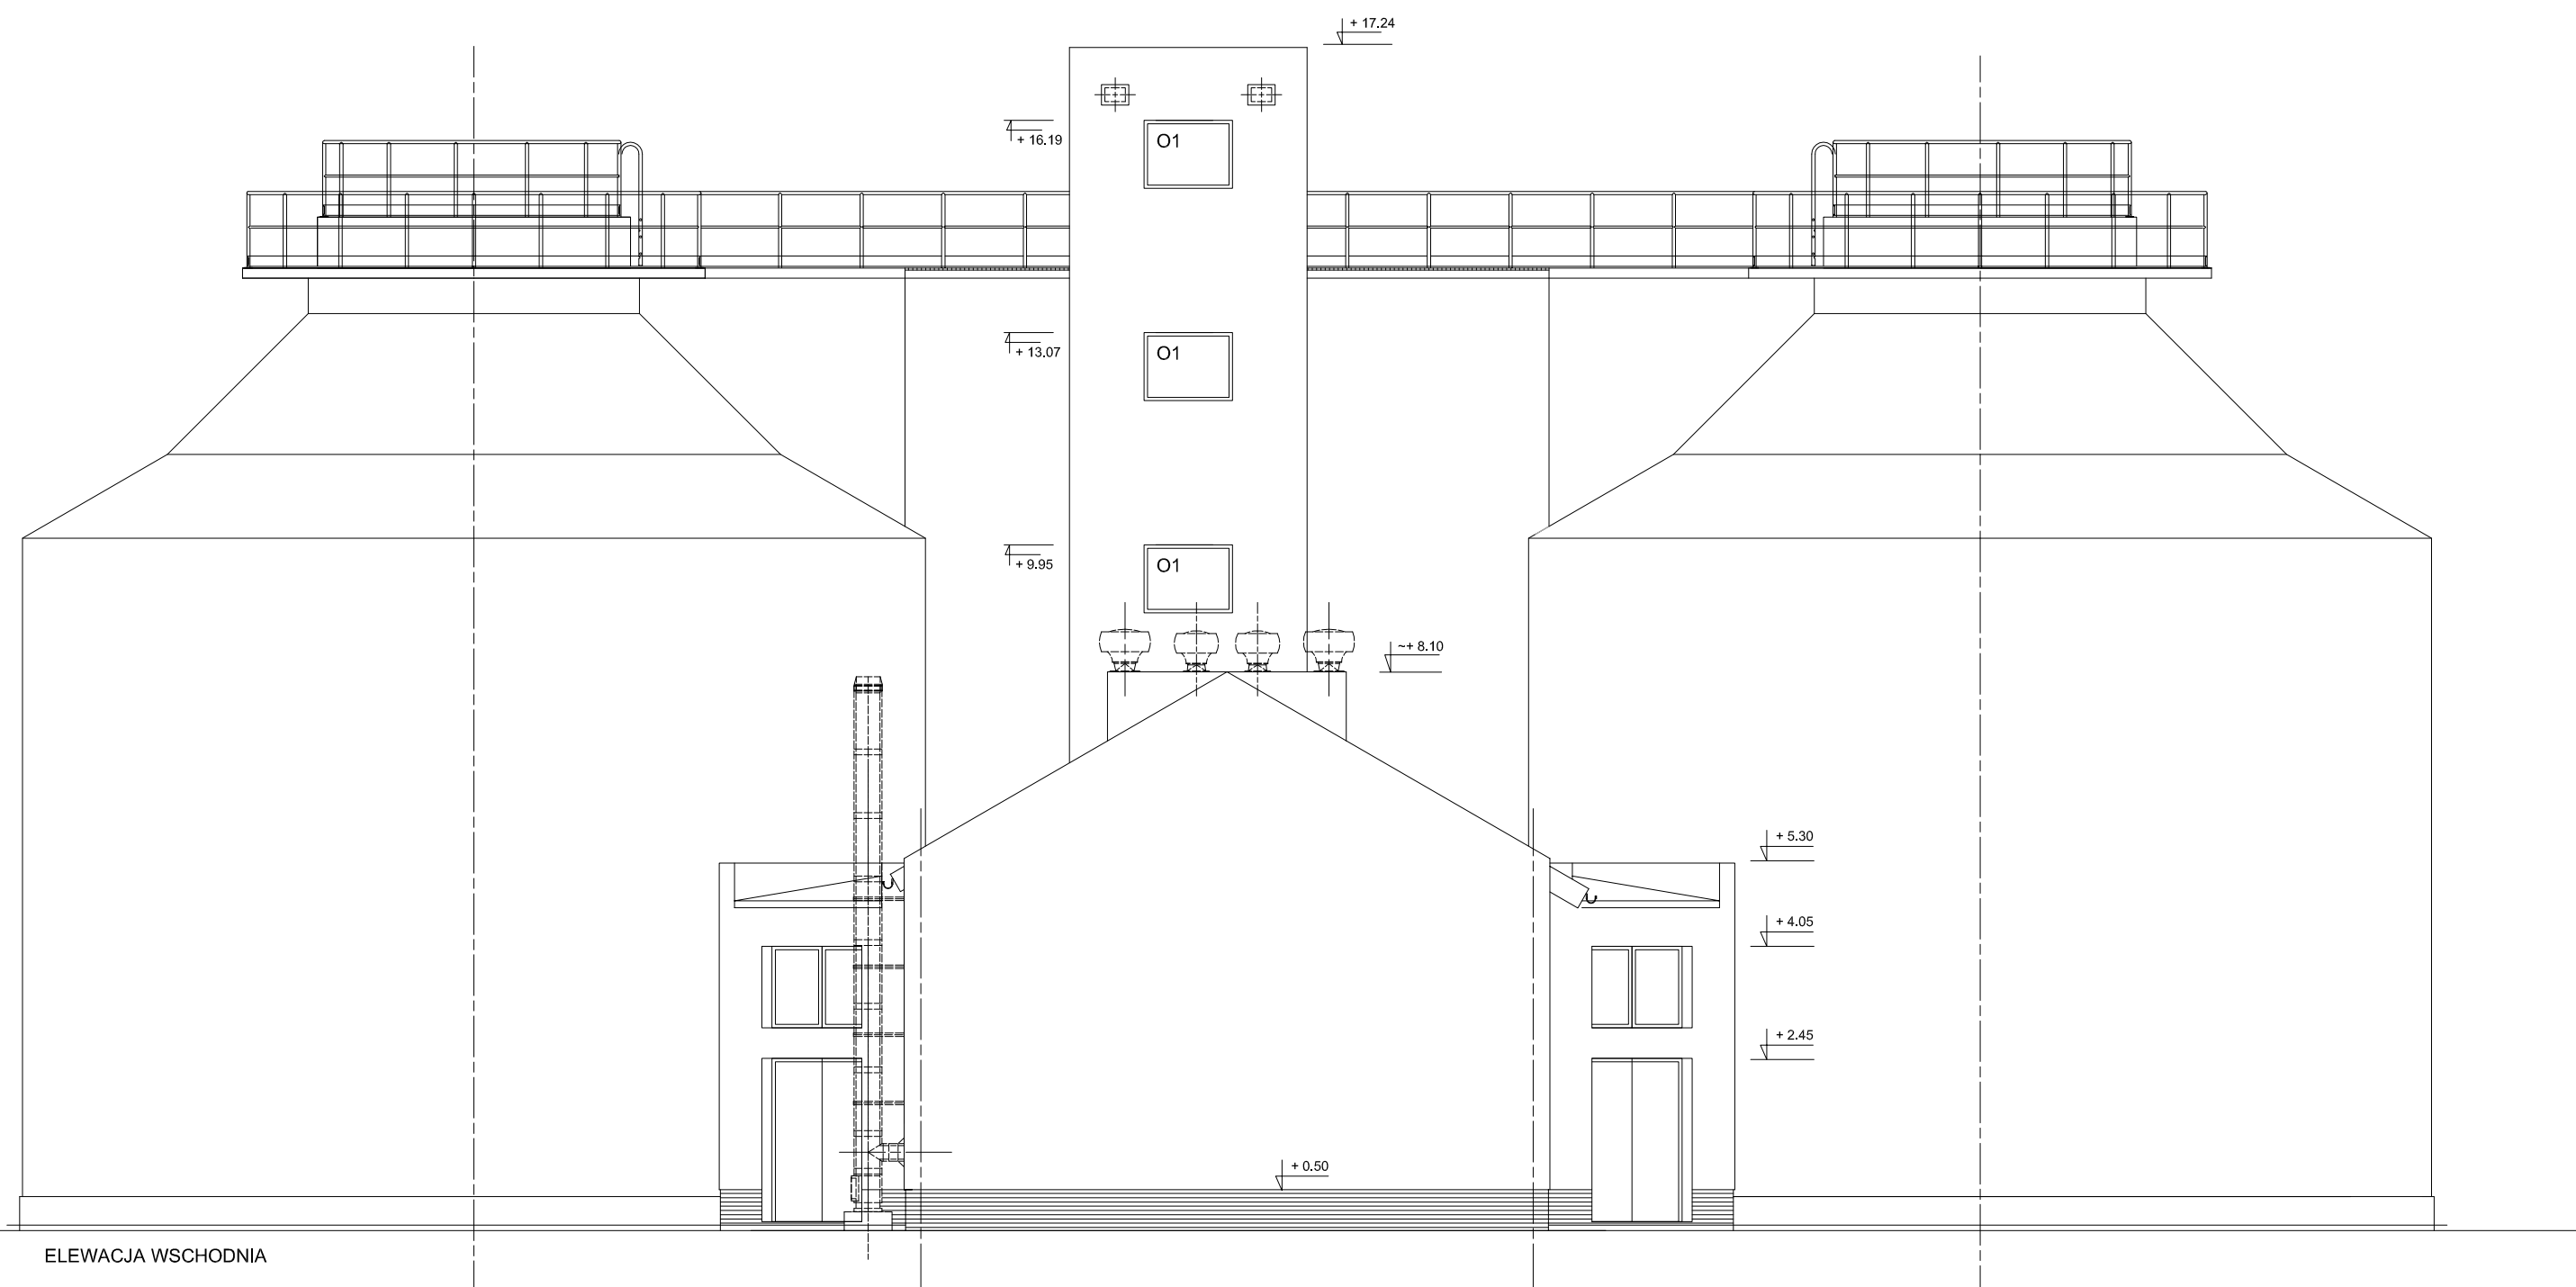 + 17.24
+ 16.19
O1
+ 13.07
O1
+ 9.95
O1
~+ 8.10
+ 5.30
+ 4.05
+ 2.45
+ 0.50
ELEWACJA WSCHODNIA